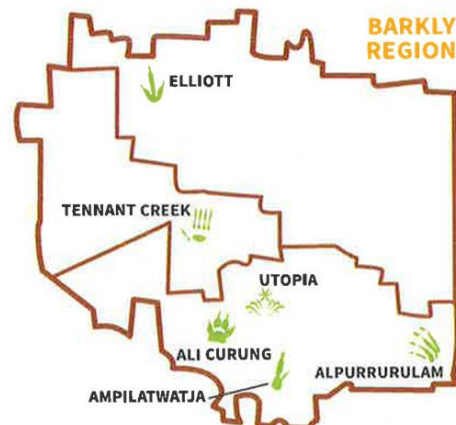 BARKLY
REGION
ELLIOTT
TENNANT CREEK
UTOPIA
ALI CURUNG
ALPURRURULAM
AMPILATWATJA